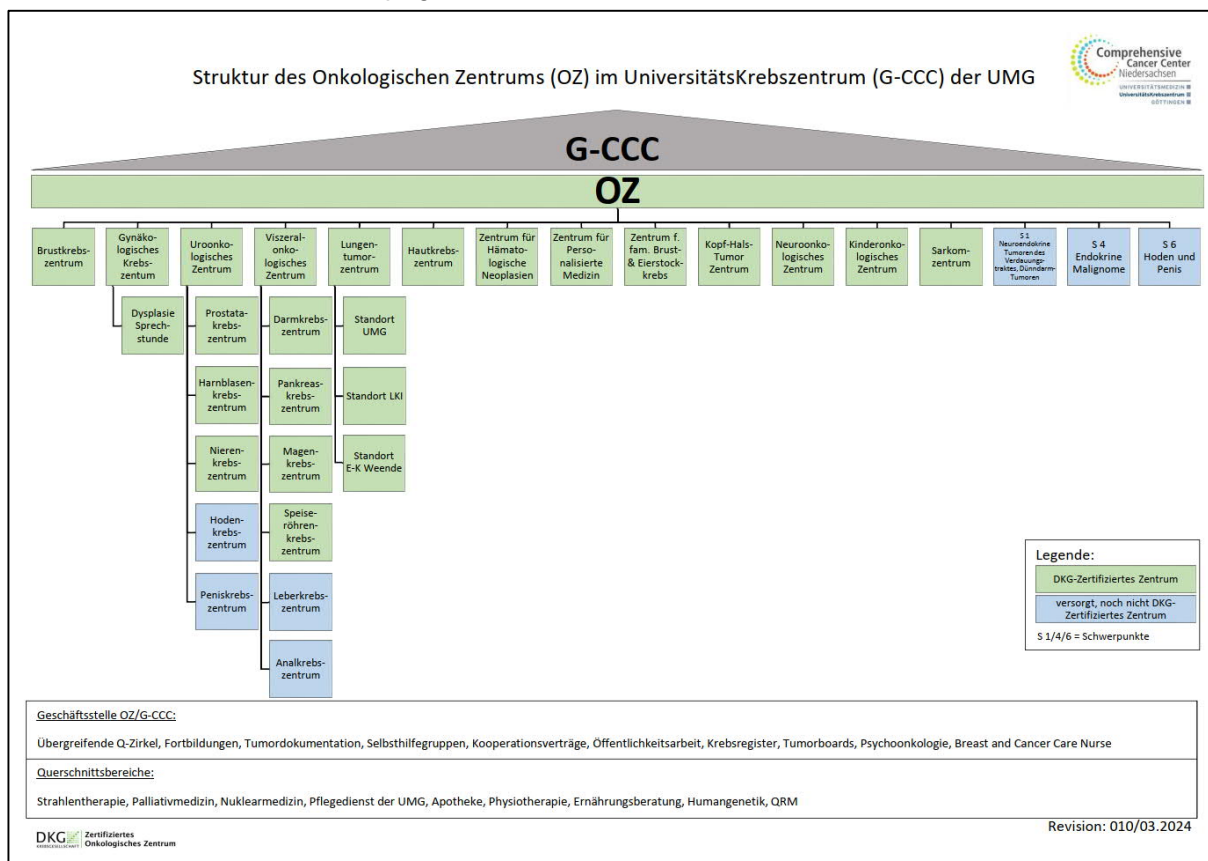 Comprehensive
Cancer Center
Niedersachsen
UNIVERSITÄTSMEDIZIN
UniversitätsKrebszentrum
GÖTTINGEN
Struktur des Onkologischen Zentrums (OZ) im UniversitätsKrebszentrum (G-CCC) der UMG
G-CCC
OZ
Brustkrebs-
zentrum
Gynäko-
logisches
Krebs-
zentum
Uroonko-
logisches
Zentrum
Viszeral-
onko-
logisches
Zentrum
Lungen-
tumor-
zentrum
Hautkrebs-
zentrum
Zentrum für
Hämato-
logische
Neoplasien
Zentrum für
Perso-
nalisierte
Medizin
Zentrum f.
fam. Brust-
& Eierstock-
krebs
Kopf-Hals-
Tumor
Zentrum
Neuroonko-
logisches
Zentrum
Kinderonko-
logisches
Zentrum
Sarkom-
zentrum
S 1
Neuroendokrine
Tumoren des
Verdauungs-
traktes, Dünndarm-
Tumoren
S 4
Endokrine
Malignome
S 6
Hoden und
Penis
Dysplasie
Sprech-
stunde
Prostata-
krebs-
zentrum
Darmkrebs-
zentrum
Standort
UMG
Harnblasen-
krebs-
zentrum
Pankreas-
krebs-
zentrum
Standort LKI
Nieren-
krebs-
zentrum
Magen-
krebs-
zentrum
Standort
E-K Weende
Hoden-
krebs-
zentrum
Speise-
röhren-
krebs-
zentrum
Peniskrebs-
zentrum
Leberkrebs-
zentrum
Analkrebs-
zentrum
Legende:
DKG-Zertifiziertes Zentrum
versorgt, noch nicht DKG-
Zertifiziertes Zentrum
S 1/4/6 = Schwerpunkte
Geschäftsstelle OZ/G-CCC:
Übergreifende Q-Zirkel, Fortbildungen, Tumordokumentation, Selbsthilfegruppen, Kooperationsverträge, Öffentlichkeitsarbeit, Krebsregister, Tumorboards, Psychoonkologie, Breast and Cancer Care Nurse
Querschnittsbereiche:
Strahlentherapie, Palliativmedizin, Nuklearmedizin, Pflegedienst der UMG, Apotheke, Physiotherapie, Ernährungsberatung, Humangenetik, QRM
DKG
KREBSGESELLSCHAFT
Zertifiziertes
Onkologisches Zentrum
Revision: 010/03.2024